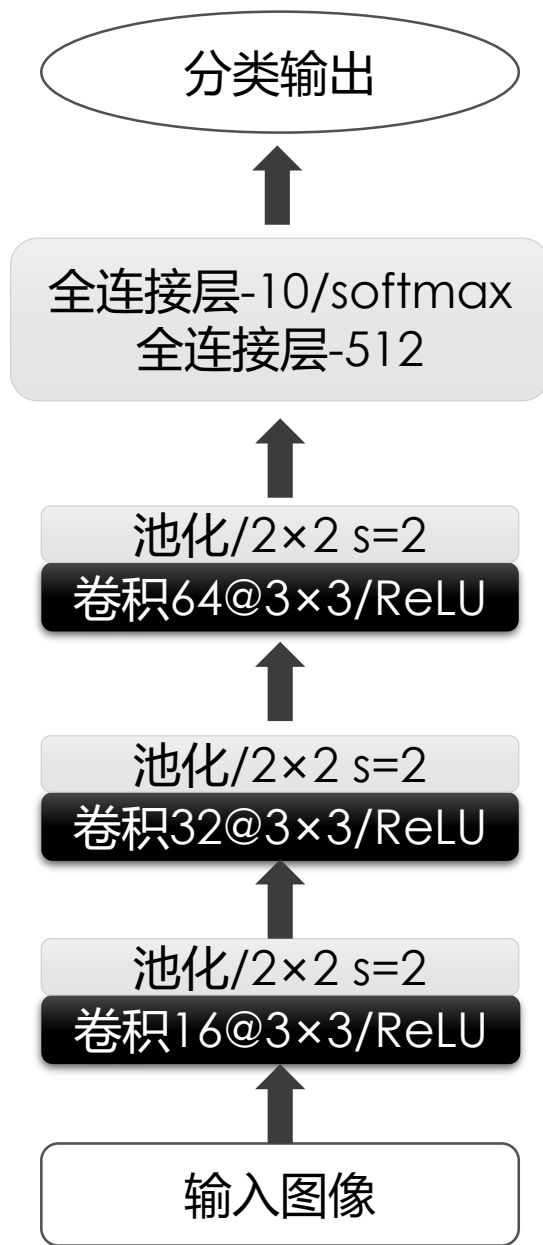 分类输出
全连接层-10/softmax
全连接层-512
池化/2×2 s=2
卷积64@3×3/ReLU
池化/2×2 s=2
卷积32@3×3/ReLU
池化/2×2 s=2
卷积16@3×3/ReLU
输入图像